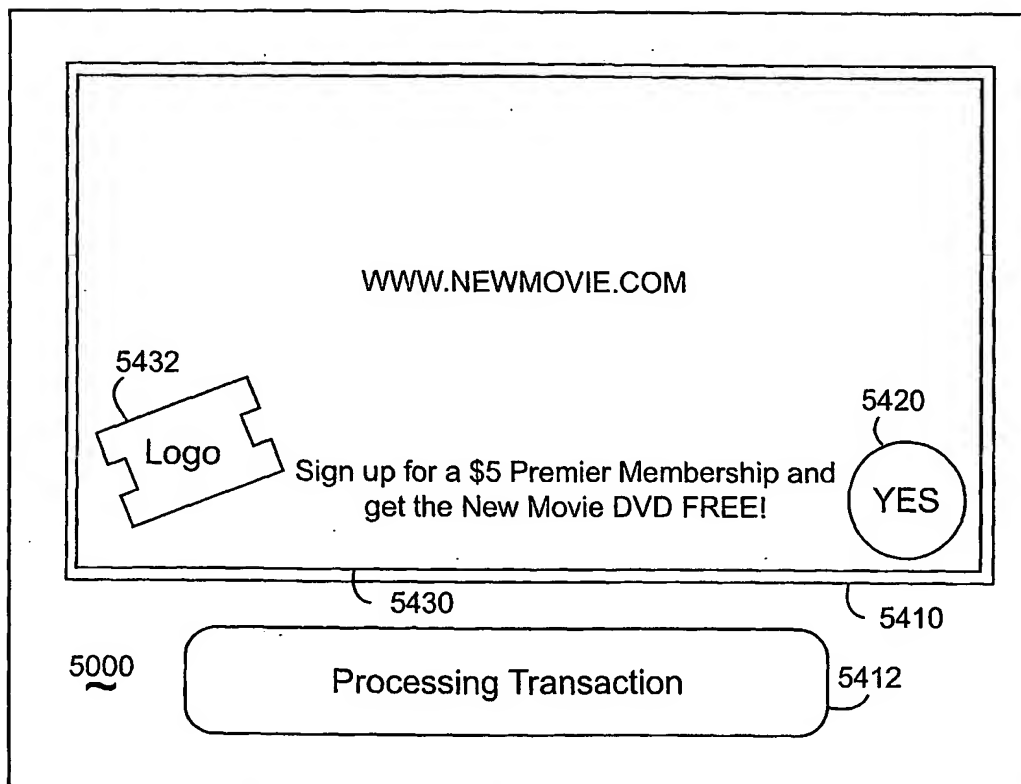 WWW.NEWMOVIE.COM
5432
Logo
5420
Sign up for a $5 Premier Membership and
get the New Movie DVD FREE!
YES
5430
5410
5000
Processing Transaction
5412